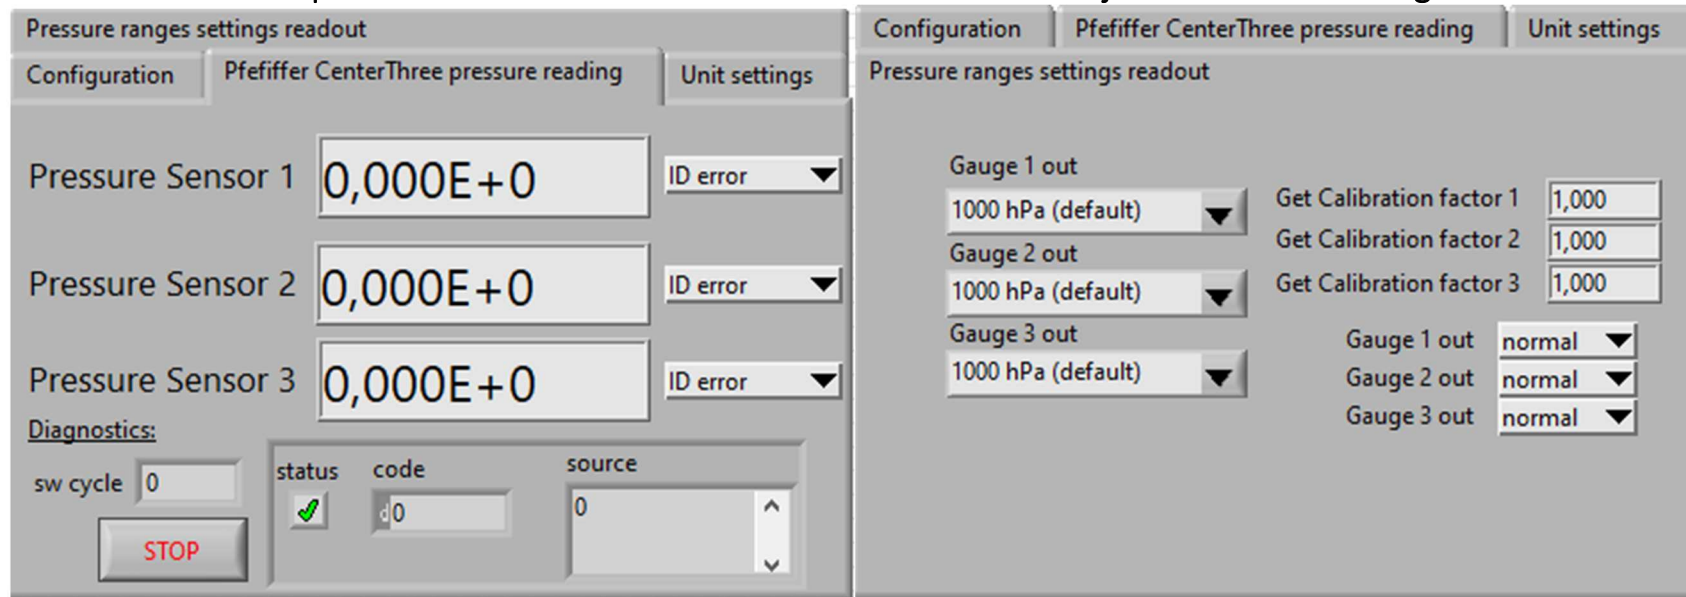 Pressure ranges settings readout
Configuration
Pfefiffer CenterThree pressure reading
Unit settings
Pressure Sensor 1
0,000E+0
ID error
Pressure Sensor 2
0,000E+0
ID error
Pressure Sensor 3
0,000E+0
ID error
Diagnostics:
sw cycle
0
STOP
status
code
d0
source
0
Configuration
Pfefiffer CenterThree pressure reading
Unit settings
Pressure ranges settings readout
Gauge 1 out
1000 hPa (default)
Gauge 2 out
1000 hPa (default)
Gauge 3 out
1000 hPa (default)
Get Calibration factor 1
1,000
Get Calibration factor 2
1,000
Get Calibration factor 3
1,000
Gauge 1 out
normal
Gauge 2 out
normal
Gauge 3 out
normal